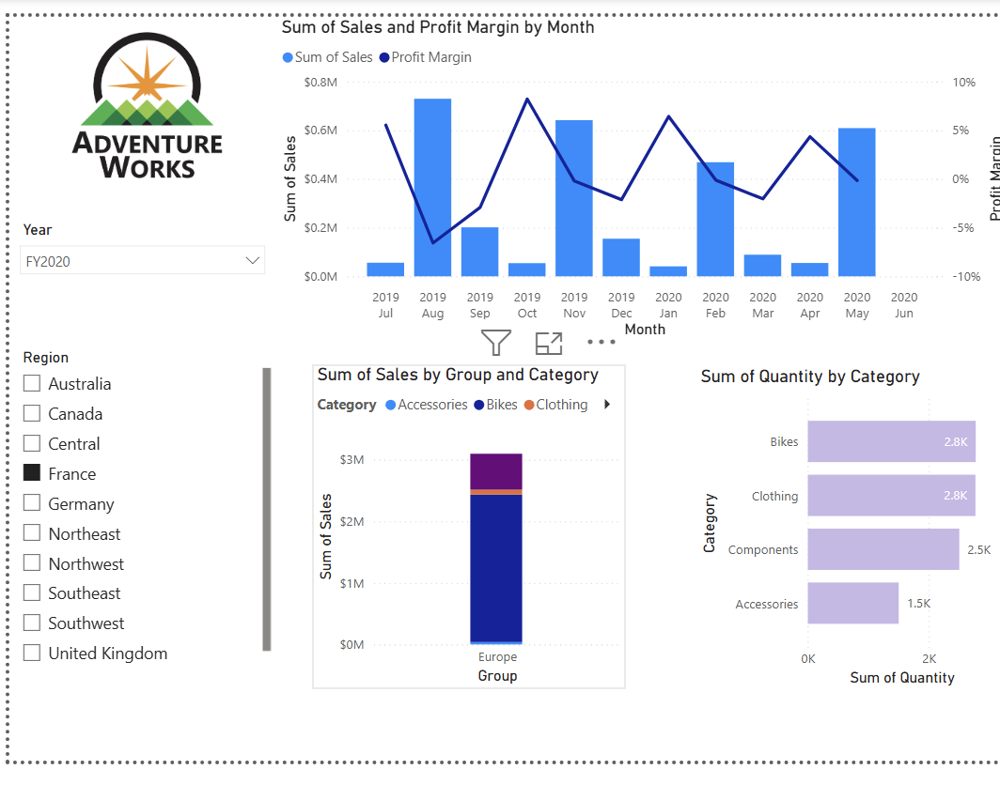 ADVENTURE
WORKS
Year
FY2020
Region
Australia
Canada
Central
France
Germany
Northeast
Northwest
Southeast
Southwest
United Kingdom
Sum of Sales and Profit Margin by Month
Sum of Sales Profit Margin
Sum of Sales
$0.8M
$0.6M
$0.4M
$0.2M
$0.0M
10%
5%
0%
-5%
-10%
Profit Margin
2019 2019 2019 2019 2019 2019 2020 2020 2020 2020 2020 2020
Jul Aug Sep Oct Nov Dec Jan Feb Mar Apr May Jun
Month
Sum of Sales by Group and Category
Category Accessories Bikes Clothing
Sum of Sales
$3M
$2M
$1M
$0M
Europe
Group
Sum of Quantity by Category
Category
Bikes 2.8K
Clothing 2.8K
Components 2.5K
Accessories 1.5K
0K 2K
Sum of Quantity